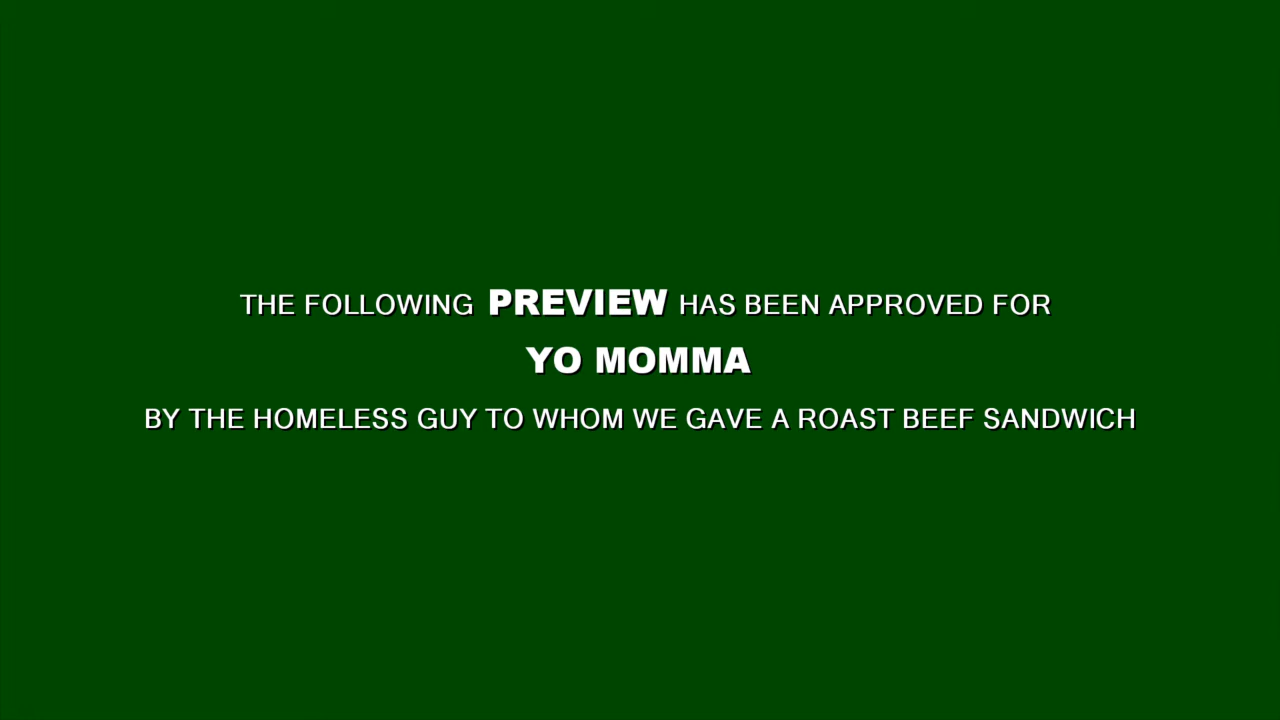 THE FOLLOWING PREVIEW HAS BEEN APPROVED FOR
YO MOMMA
BY THE HOMELESS GUY TO WHOM WE GAVE A ROAST BEEF SANDWICH